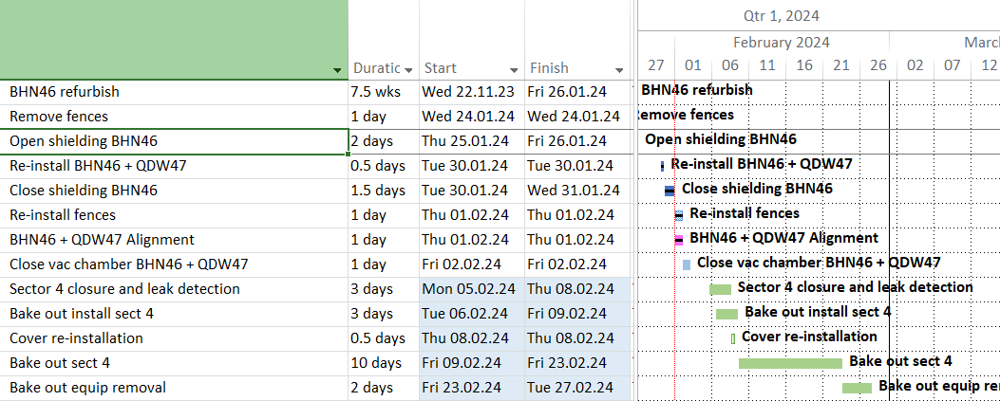 Qtr 1, 2024
February 2024 March
Duratic Start Finish 27 01 06 11 16 21 26 02 07 12
BHN46 refurbish 7.5 wks Wed 22.11.23 Fri 26.01.24 BHN46 refurbish
Remove fences 1 day Wed 24.01.24 Wed 24.01.24 emove fences
Open shielding BHN46 2 days Thu 25.01.24 Fri 26.01.24 Open shielding BHN46
Re-install BHN46 + QDW47 0.5 days Tue 30.01.24 Tue 30.01.24 Re-install BHN46 + QDW47
Close shielding BHN46 1.5 days Tue 30.01.24 Wed 31.01.24 Close shielding BHN46
Re-install fences 1 day Thu 01.02.24 Thu 01.02.24 Re-install fences
BHN46 + QDW47 Alignment 1 day Thu 01.02.24 Thu 01.02.24 BHN46 + QDW47 Alignment
Close vac chamber BHN46 + QDW47 1 day Fri 02.02.24 Fri 02.02.24 Close vac chamber BHN46 + QDW47
Sector 4 closure and leak detection 3 days Mon 05.02.24 Thu 08.02.24 Sector 4 closure and leak detection
Bake out install sect 4 3 days Tue 06.02.24 Fri 09.02.24 Bake out install sect 4
Cover re-installation 0.5 days Thu 08.02.24 Thu 08.02.24 Cover re-installation
Bake out sect 4 10 days Fri 09.02.24 Fri 23.02.24 Bake out sect 4
Bake out equip removal 2 days Fri 23.02.24 Tue 27.02.24 Bake out equip re